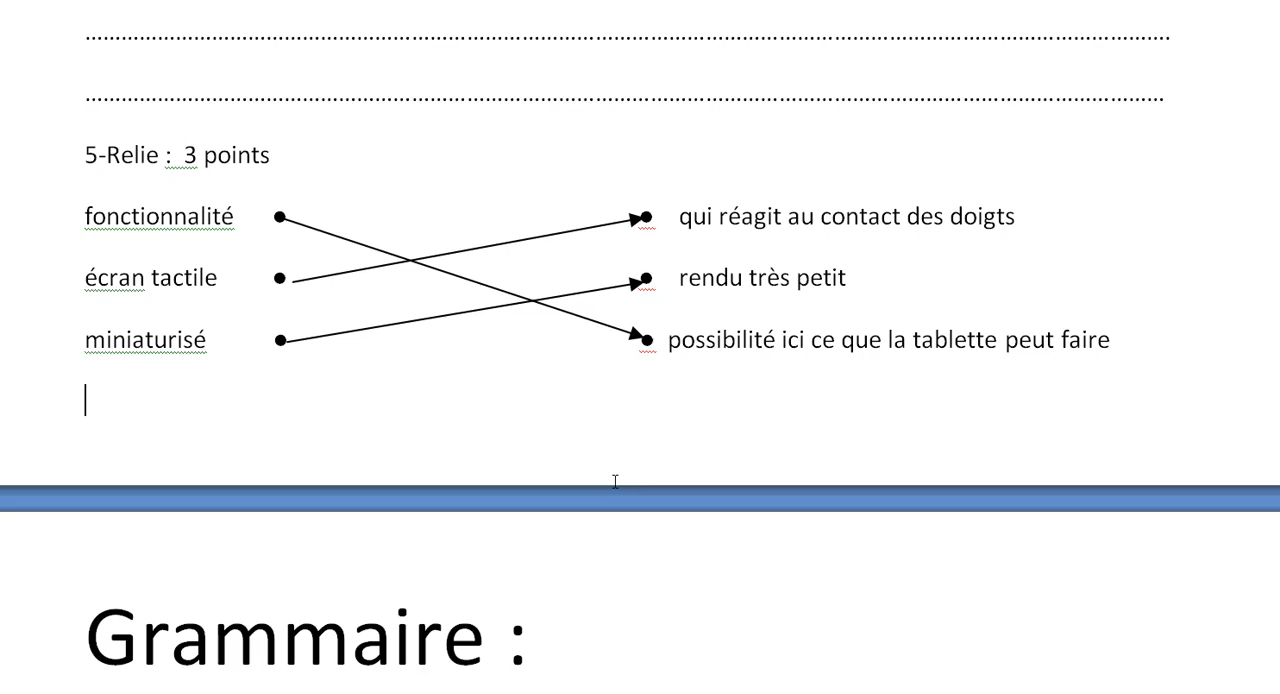 ……………………………………………………………………………………………………………………………………………………………….
………………………………………………………………………………………………………………………………………………………………
5-Relie :  3 points
fonctionnalité ● ● qui réagit au contact des doigts
écran tactile ● ● rendu très petit
miniaturisé ● ● possibilité ici ce que la tablette peut faire
Grammaire :